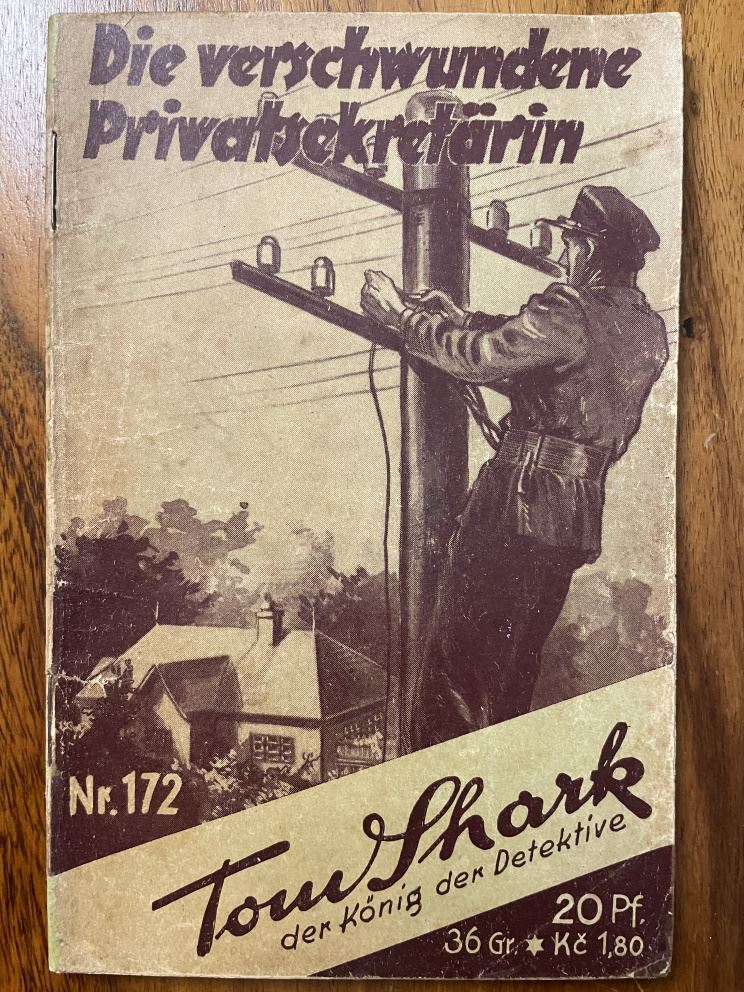 Die verschwundene
Privatsekretärin
Nr. 172
Tom Shark
der König der Detektive
20 Pf.
36 Gr. ✶ Kč 1,80